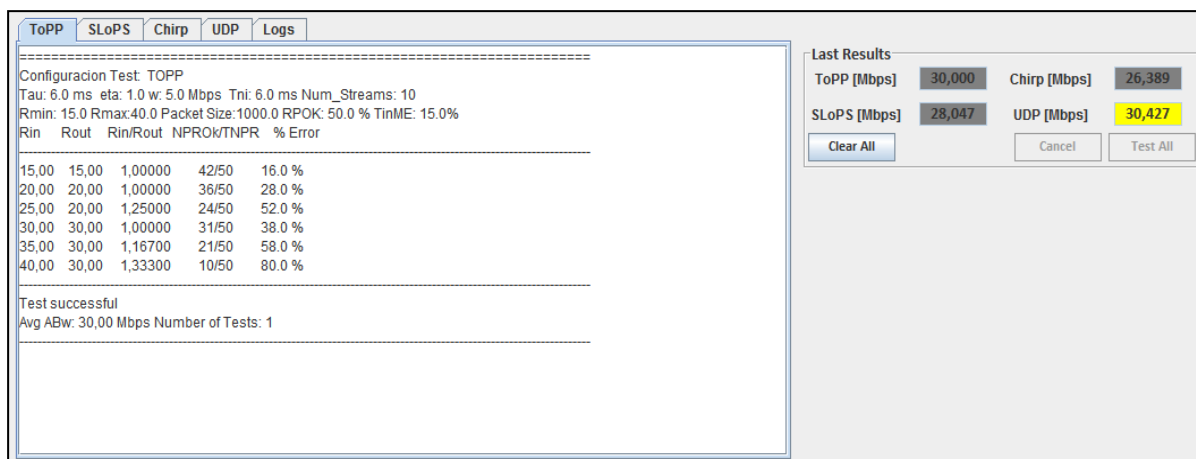 ToPP SLoPS Chirp UDP Logs
======================================================================
Configuracion Test: TOPP
Tau: 6.0 ms eta: 1.0 w: 5.0 Mbps Tni: 6.0 ms Num_Streams: 10
Rmin: 15.0 Rmax:40.0 Packet Size:1000.0 RPOK: 50.0 % TinME: 15.0%
Rin Rout Rin/Rout NPROk/TNPR % Error
15,00 15,00 1,00000 42/50 16.0 %
20,00 20,00 1,00000 36/50 28.0 %
25,00 20,00 1,25000 24/50 52.0 %
30,00 30,00 1,00000 31/50 38.0 %
35,00 30,00 1,16700 21/50 58.0 %
40,00 30,00 1,33300 10/50 80.0 %
Test successful
Avg ABw: 30,00 Mbps Number of Tests: 1
Last Results
ToPP [Mbps] 30,000 Chirp [Mbps] 26,389
SLoPS [Mbps] 28,047 UDP [Mbps] 30,427
Clear All Cancel Test All